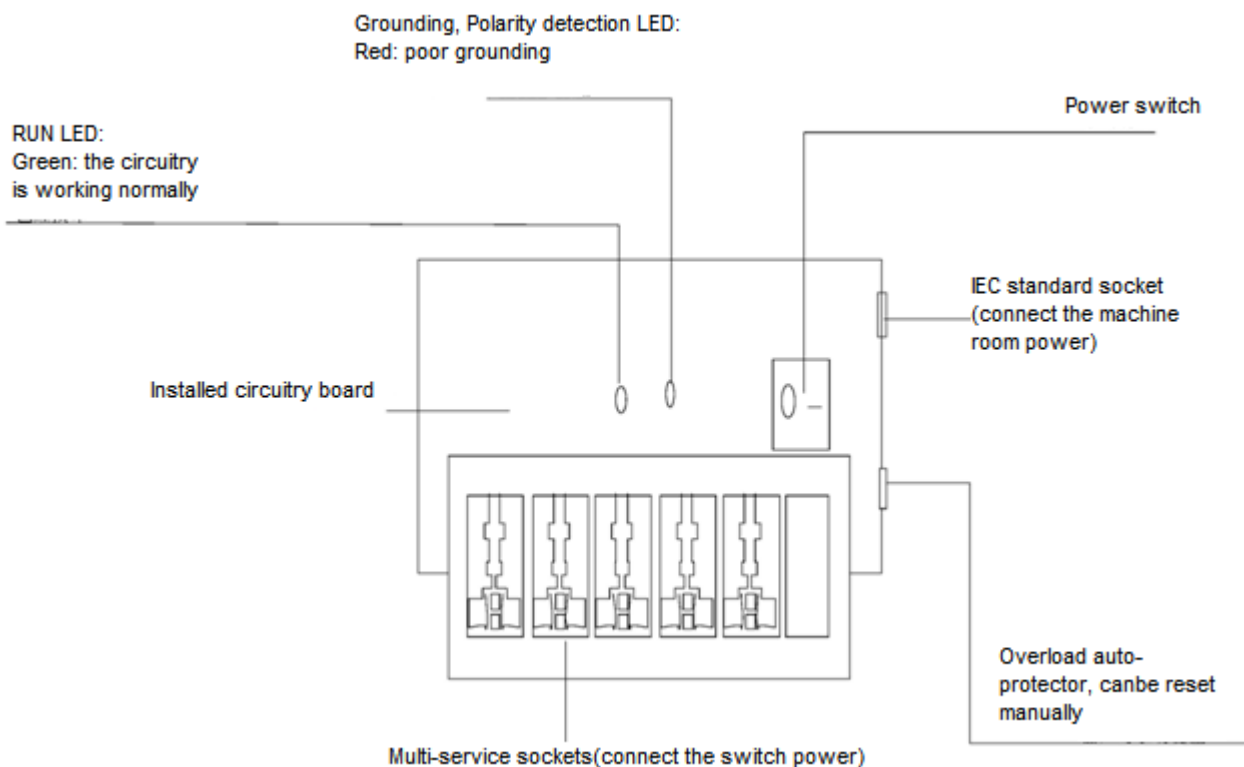 Grounding, Polarity detection LED:
Red: poor grounding
Power switch
RUN LED:
Green: the circuitry
is working normally
IEC standard socket
(connect the machine
room power)
Installed circuitry board
Overload auto-
protector, canbe reset
manually
Multi-service sockets(connect the switch power)